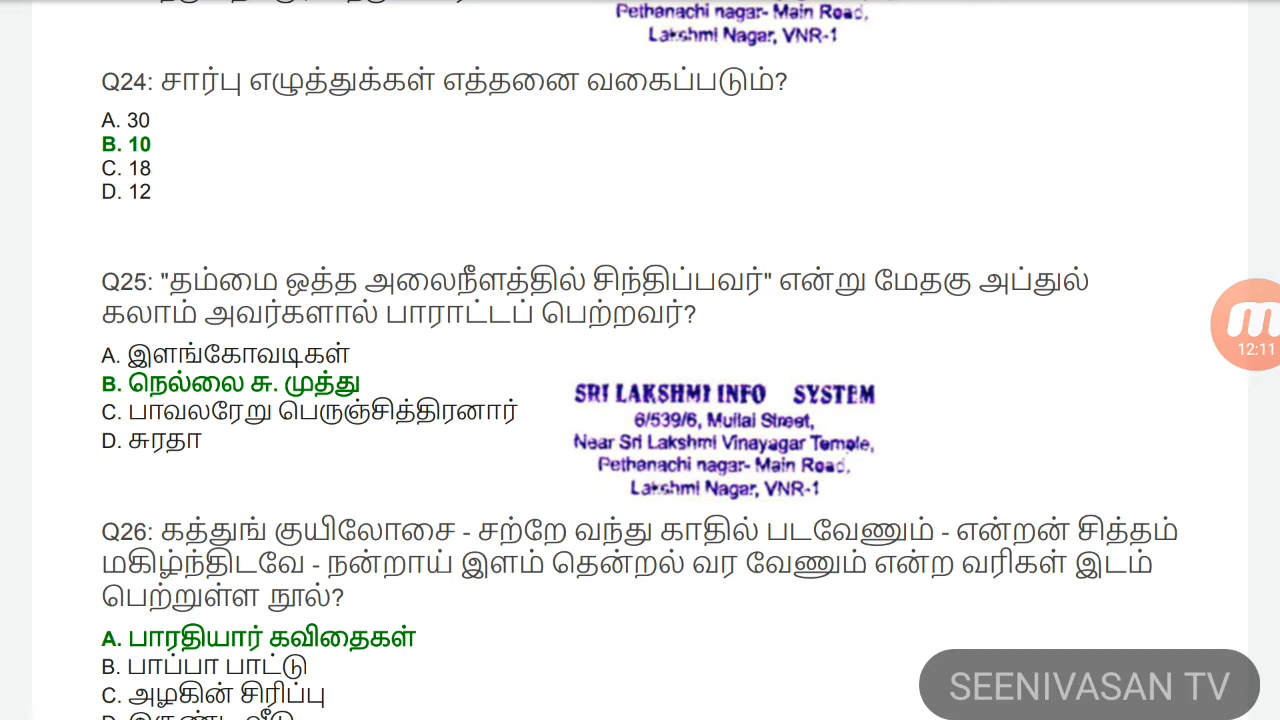 Pethanachi nagar- Main Road,
Lakshmi Nagar, VNR-1
Q24: சார்பு எழுத்துக்கள் எத்தனை வகைப்படும்?
A. 30
B. 10
C. 18
D. 12
Q25: "தம்மை ஒத்த அலைநீளத்தில் சிந்திப்பவர்" என்று மேதகு அப்துல்
கலாம் அவர்களால் பாராட்டப் பெற்றவர்?
A. இளங்கோவடிகள்
B. நெல்லை சு. முத்து
C. பாவலரேறு பெருஞ்சித்திரனார்
D. சுரதா
SRI LAKSHMI INFO SYSTEM
6/539/6, Mullai Street,
Near Sri Lakshmi Vinayagar Temple,
Pethanachi nagar- Main Road,
Lakshmi Nagar, VNR-1
12:11
Q26: கத்துங் குயிலோசை - சற்றே வந்து காதில் படவேணும் - என்றன் சித்தம்
மகிழ்ந்திடவே - நன்றாய் இளம் தென்றல் வர வேணும் என்ற வரிகள் இடம்
பெற்றுள்ள நூல்?
A. பாரதியார் கவிதைகள்
B. பாப்பா பாட்டு
C. அழகின் சிரிப்பு
SEENIVASAN TV